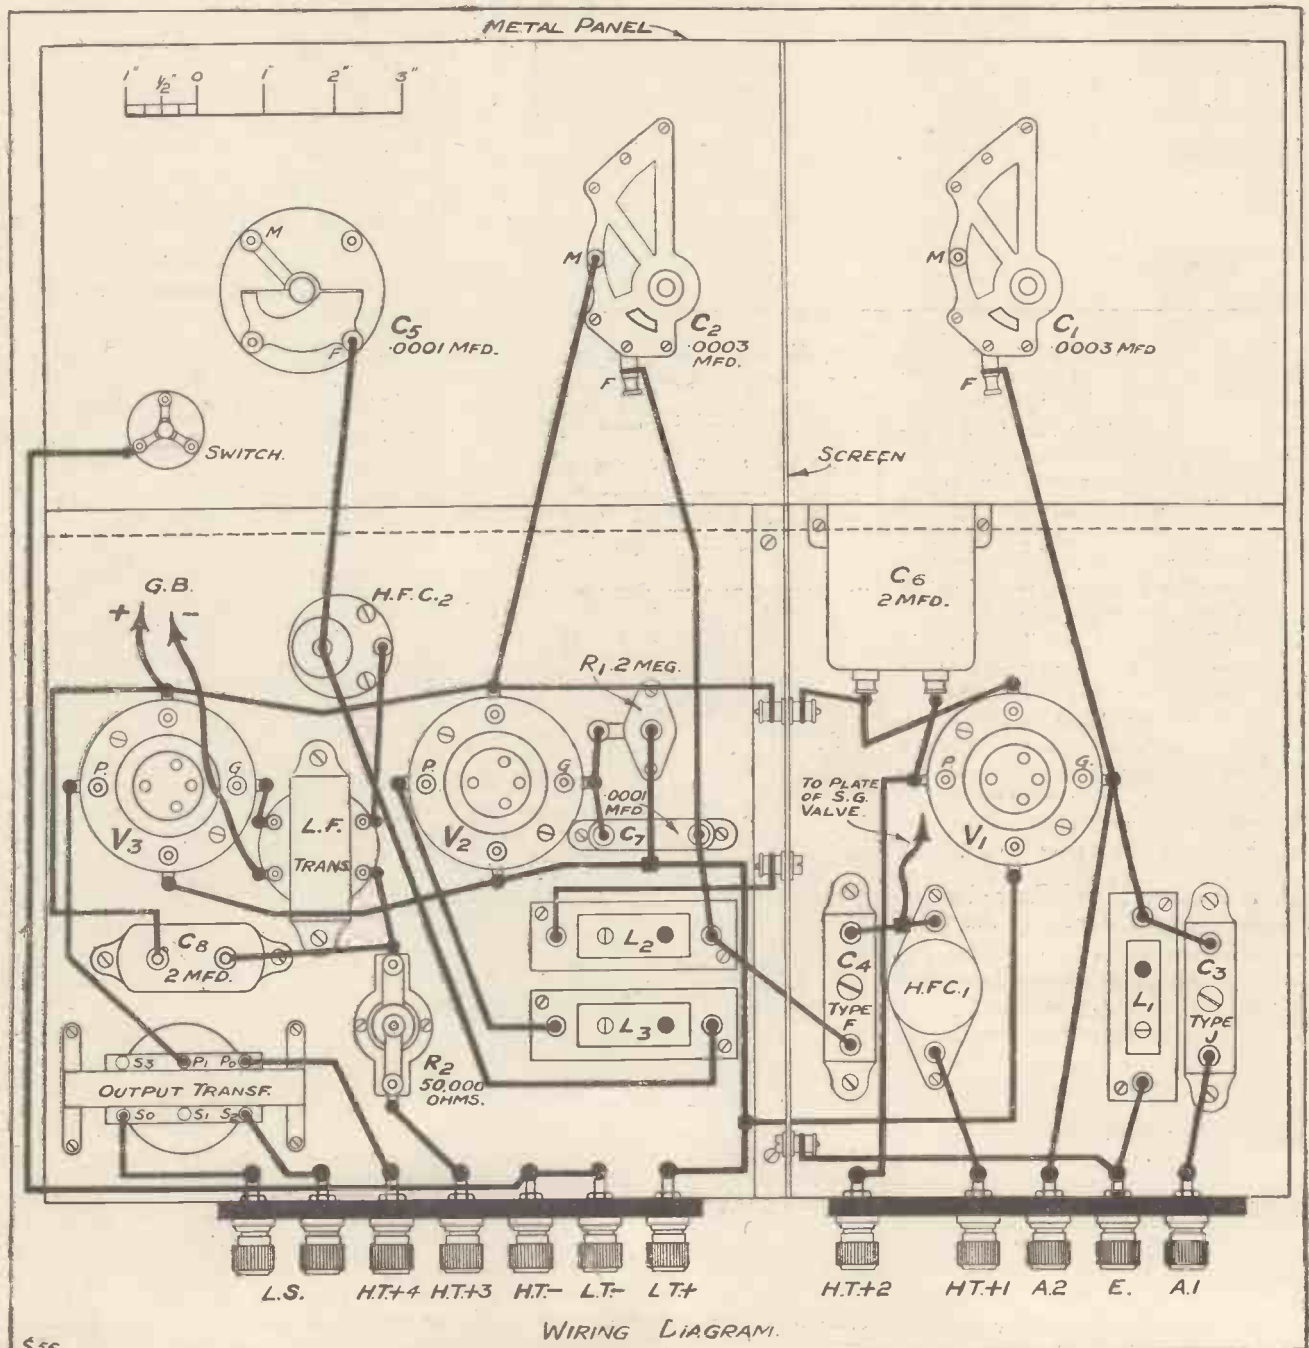 METAL PANEL
1" ½" 0 1" 2" 3"
M
F
C5
.0001 MFD.
M
F
C2
.0003
MFD.
M
F
C1
.0003 MFD
SWITCH.
SCREEN
G.B.
+ -
H.F.C.2
R1. 2 MEG.
C6
2 MFD.
P.
G
V3
L.F.
TRANS.
P.
G
V2
.0001
MFD
C7
TO PLATE
OF S.G.
VALVE.
P
G.
V1
C8
2 MFD.
L2
L3
C4
TYPE
F
H.F.C.1
L1
C3
TYPE
J
S3 P1 P0
OUTPUT TRANSF.
S0 S1 S2
R2
50,000
OHMS.
L.S. H.T.+4 H.T.+3 H.T.- L.T.- L.T.+ H.T.+2 H.T.+1 A.2 E. A.1
WIRING DIAGRAM.